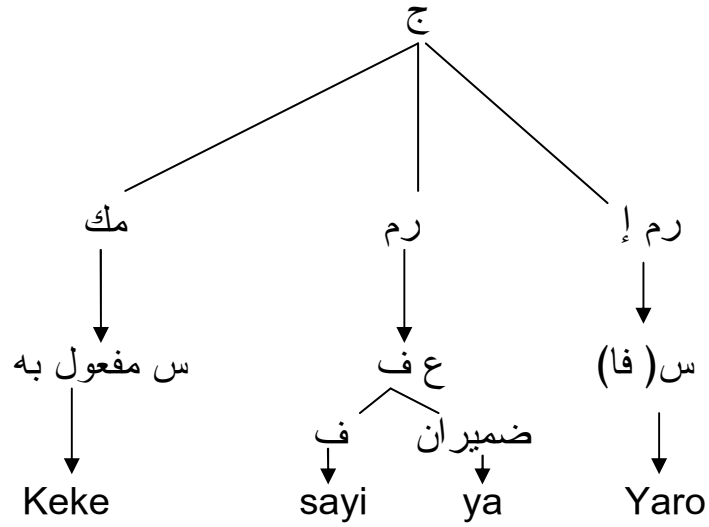 ج
رم إ رم مك
س( فا) ع ف س مفعول به
ضميران ف
Yaro ya sayi Keke